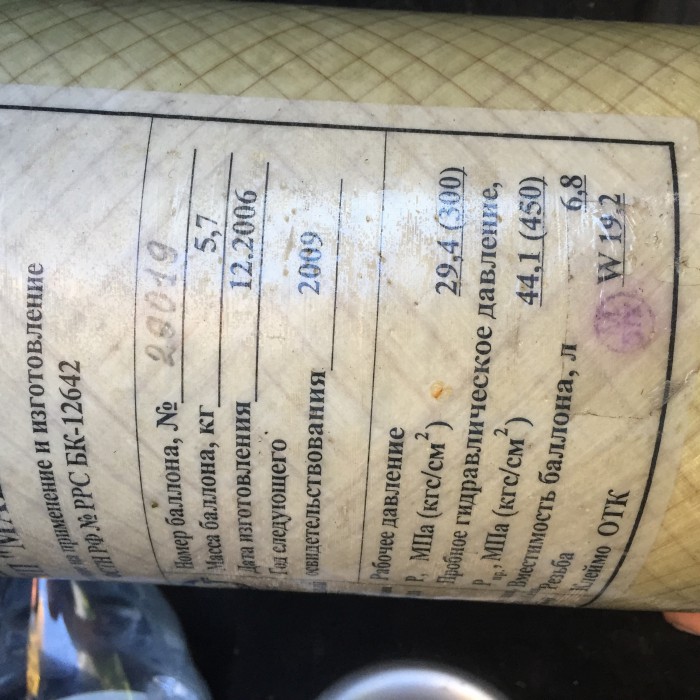 применение и изготовление
РФ № РРС БК-12642
Номер баллона, № 28019
Масса баллона, кг 5,7
Дата изготовления 12.2006
Год следующего
освидетельствования 2009
Рабочее давление
Р, МПа (кгс/см²) 29,4 (300)
Пробное гидравлическое давление,
Р пр., МПа (кгс/см²) 44,1 (450)
Вместимость баллона, л 6,8
Резьба W 19,2
Клеймо ОТК